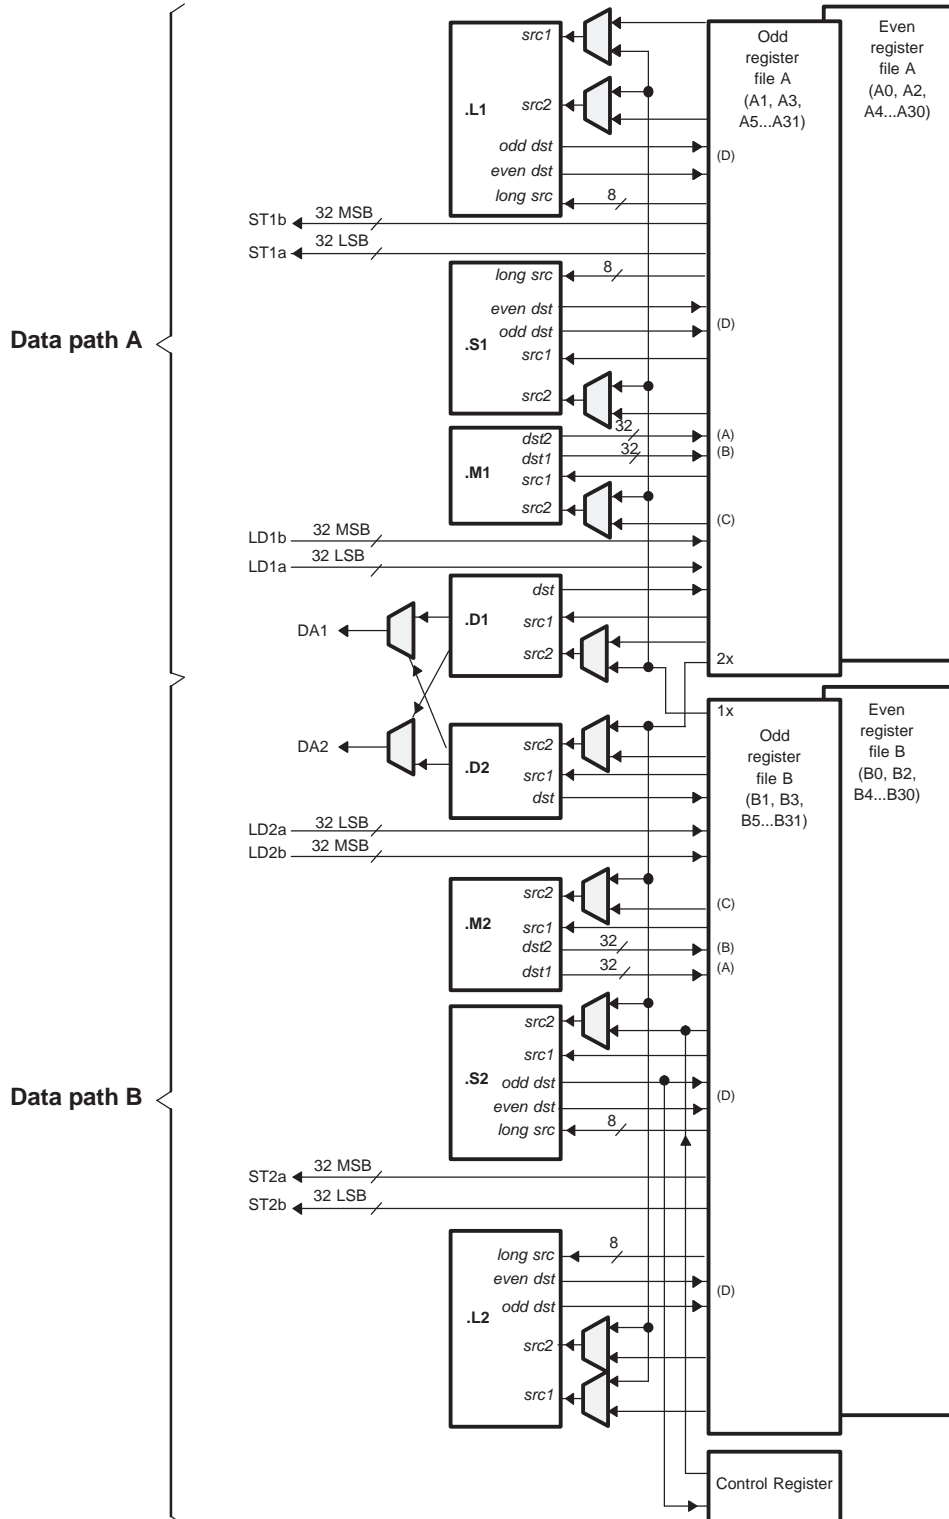 src1
Odd
register
file A
(A1, A3,
A5...A31)
Even
register
file A
(A0, A2,
A4...A30)
.L1
src2
odd dst
(D)
even dst
long src
8
ST1b
32 MSB
ST1a
32 LSB
long src
8
even dst
(D)
odd dst
Data path A
.S1
src1
src2
32
dst2
(A)
dst1
32
(B)
.M1
src1
src2
(C)
LD1b
32 MSB
LD1a
32 LSB
dst
.D1
src1
DA1
src2
2x
1x
Odd
register
file B
(B1, B3,
B5...B31)
Even
register
file B
(B0, B2,
B4...B30)
DA2
src2
.D2
src1
dst
LD2a
32 LSB
LD2b
32 MSB
src2
(C)
.M2
src1
dst2
32
(B)
dst1
32
(A)
src2
src1
.S2
odd dst
Data path B
(D)
even dst
long src
8
ST2a
32 MSB
ST2b
32 LSB
long src
8
even dst
(D)
odd dst
.L2
src2
src1
Control Register